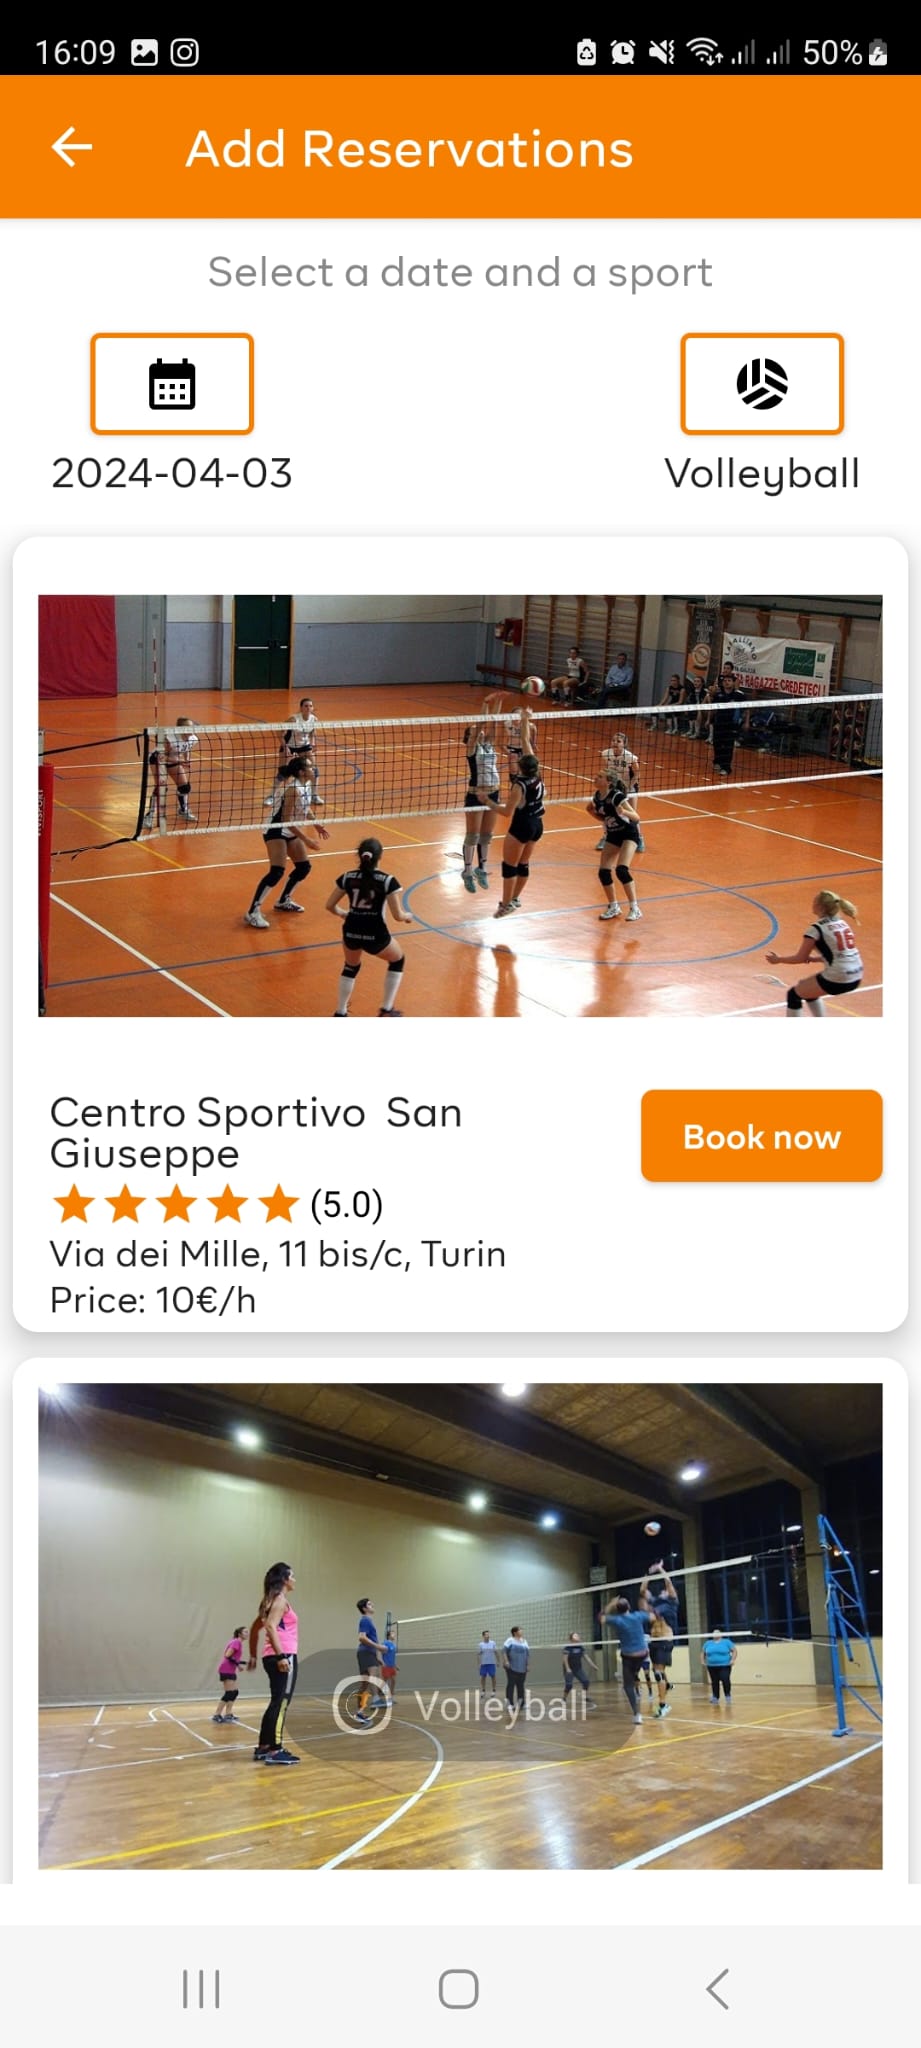 16:09
50%
Add Reservations
Select a date and a sport
2024-04-03
Volleyball
RAGAZZE CREDETECI!
12
7
16
Centro Sportivo San
Giuseppe
(5.0)
Book now
Via dei Mille, 11 bis/c, Turin
Price: 10€/h
Volleyball